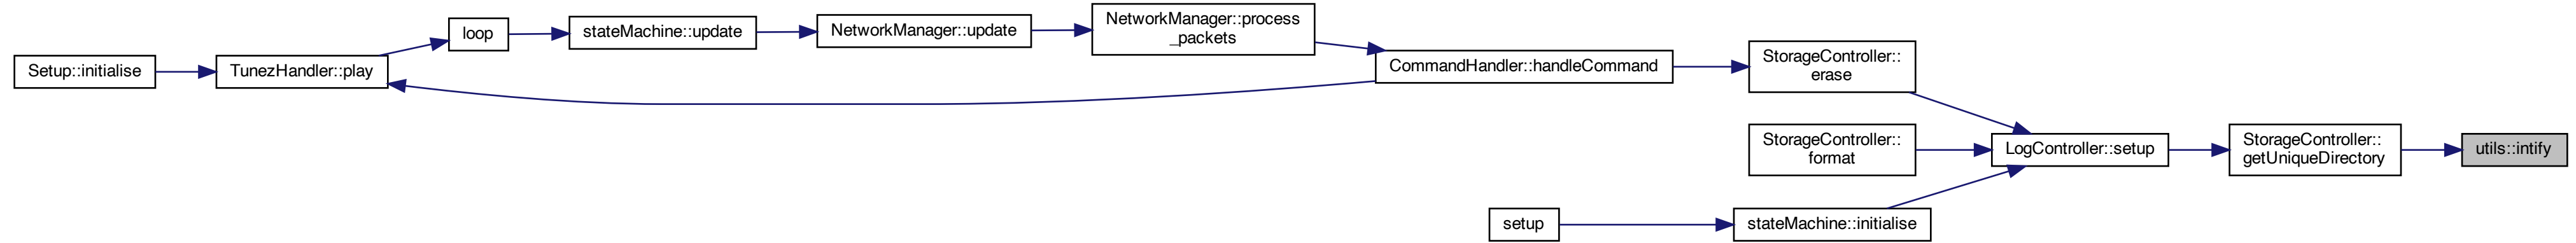 Setup::initialise
TunezHandler::play
loop
stateMachine::update
NetworkManager::update
NetworkManager::process
_packets
CommandHandler::handleCommand
StorageController::
erase
StorageController::
format
setup
stateMachine::initialise
LogController::setup
StorageController::
getUniqueDirectory
utils::intify